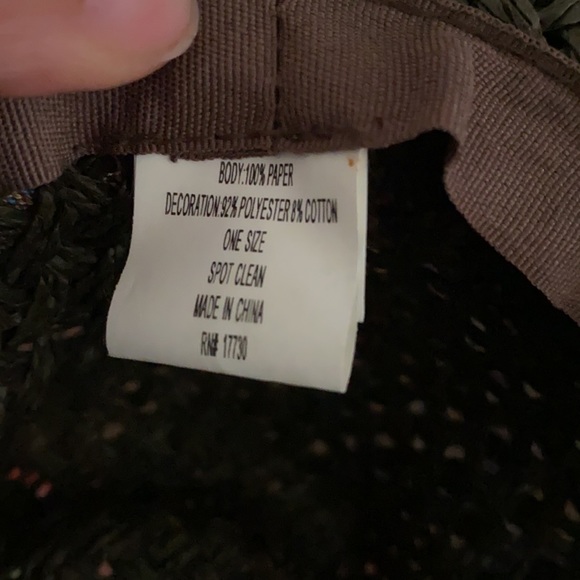 BODY:100% PAPER
DECORATION:92% POLYESTER 8% COTTON
ONE SIZE
SPOT CLEAN
MADE IN CHINA
RN# 17730